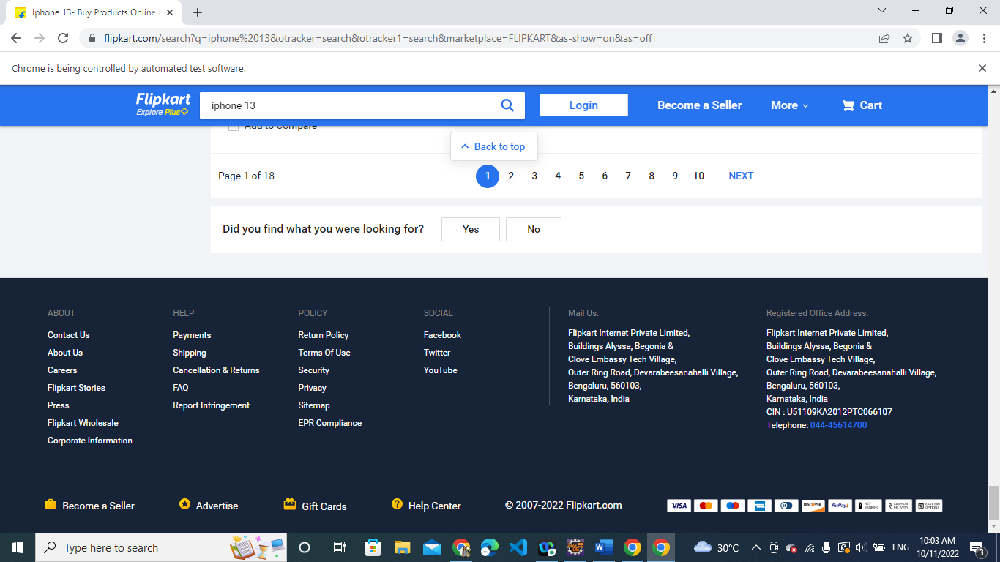 Iphone 13- Buy Products Online
flipkart.com/search?q=iphone%2013&otracker=search&otracker1=search&marketplace=FLIPKART&as-show=on&as=off
Chrome is being controlled by automated test software.
Flipkart
Explore Plus
iphone 13
Login
Become a Seller
More
Cart
Add to Compare
Back to top
Page 1 of 18
1 2 3 4 5 6 7 8 9 10 NEXT
Did you find what you were looking for?
Yes
No
ABOUT
Contact Us
About Us
Careers
Flipkart Stories
Press
Flipkart Wholesale
Corporate Information
HELP
Payments
Shipping
Cancellation & Returns
FAQ
Report Infringement
POLICY
Return Policy
Terms Of Use
Security
Privacy
Sitemap
EPR Compliance
SOCIAL
Facebook
Twitter
YouTube
Mail Us:
Flipkart Internet Private Limited,
Buildings Alyssa, Begonia &
Clove Embassy Tech Village,
Outer Ring Road, Devarabeesanahalli Village,
Bengaluru, 560103,
Karnataka, India
Registered Office Address:
Flipkart Internet Private Limited,
Buildings Alyssa, Begonia &
Clove Embassy Tech Village,
Outer Ring Road, Devarabeesanahalli Village,
Bengaluru, 560103,
Karnataka, India
CIN : U51109KA2012PTC066107
Telephone: 044-45614700
Become a Seller
Advertise
Gift Cards
Help Center
© 2007-2022 Flipkart.com
VISA
DISCOVER
RuPay
NET BANKING
CASH ON DELIVERY
EASY EMI OPTIONS
Type here to search
30°C
ENG
10:03 AM
10/11/2022
3